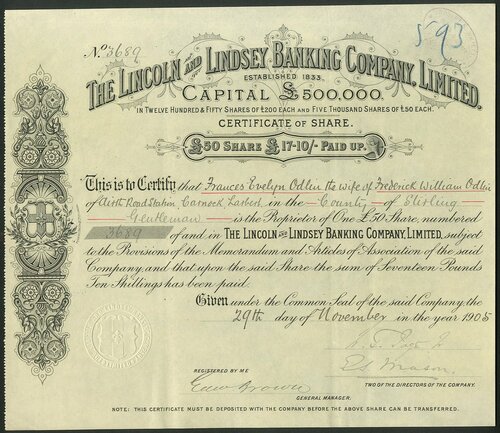 No. 3689
593
THE LINCOLN AND LINDSEY BANKING COMPANY, LIMITED.
ESTABLISHED 1833.
CAPITAL £500,000.
IN TWELVE HUNDRED & FIFTY SHARES OF £200 EACH AND FIVE THOUSAND SHARES OF £50 EACH.
CERTIFICATE OF SHARE.
£50 SHARE £17-10/- PAID UP.
This is to Certify that Frances Evelyn Odling the wife of Frederick William Odling
of Airth Road Station, Carnock Larbert in the County of Stirling
Gentleman is the Proprietor of One £50 Share, numbered
3689 of and in THE LINCOLN AND LINDSEY BANKING COMPANY, LIMITED, subject
to the Provisions of the Memorandum and Articles of Association of the said
Company, and that upon the said Share the sum of Seventeen Pounds
Ten Shillings has been paid.
Given under the Common Seal of the said Company, the
29th day of November in the year 1905
REGISTERED BY ME
GENERAL MANAGER.
Mason
TWO OF THE DIRECTORS OF THE COMPANY.
NOTE: THIS CERTIFICATE MUST BE DEPOSITED WITH THE COMPANY BEFORE THE ABOVE SHARE CAN BE TRANSFERRED.